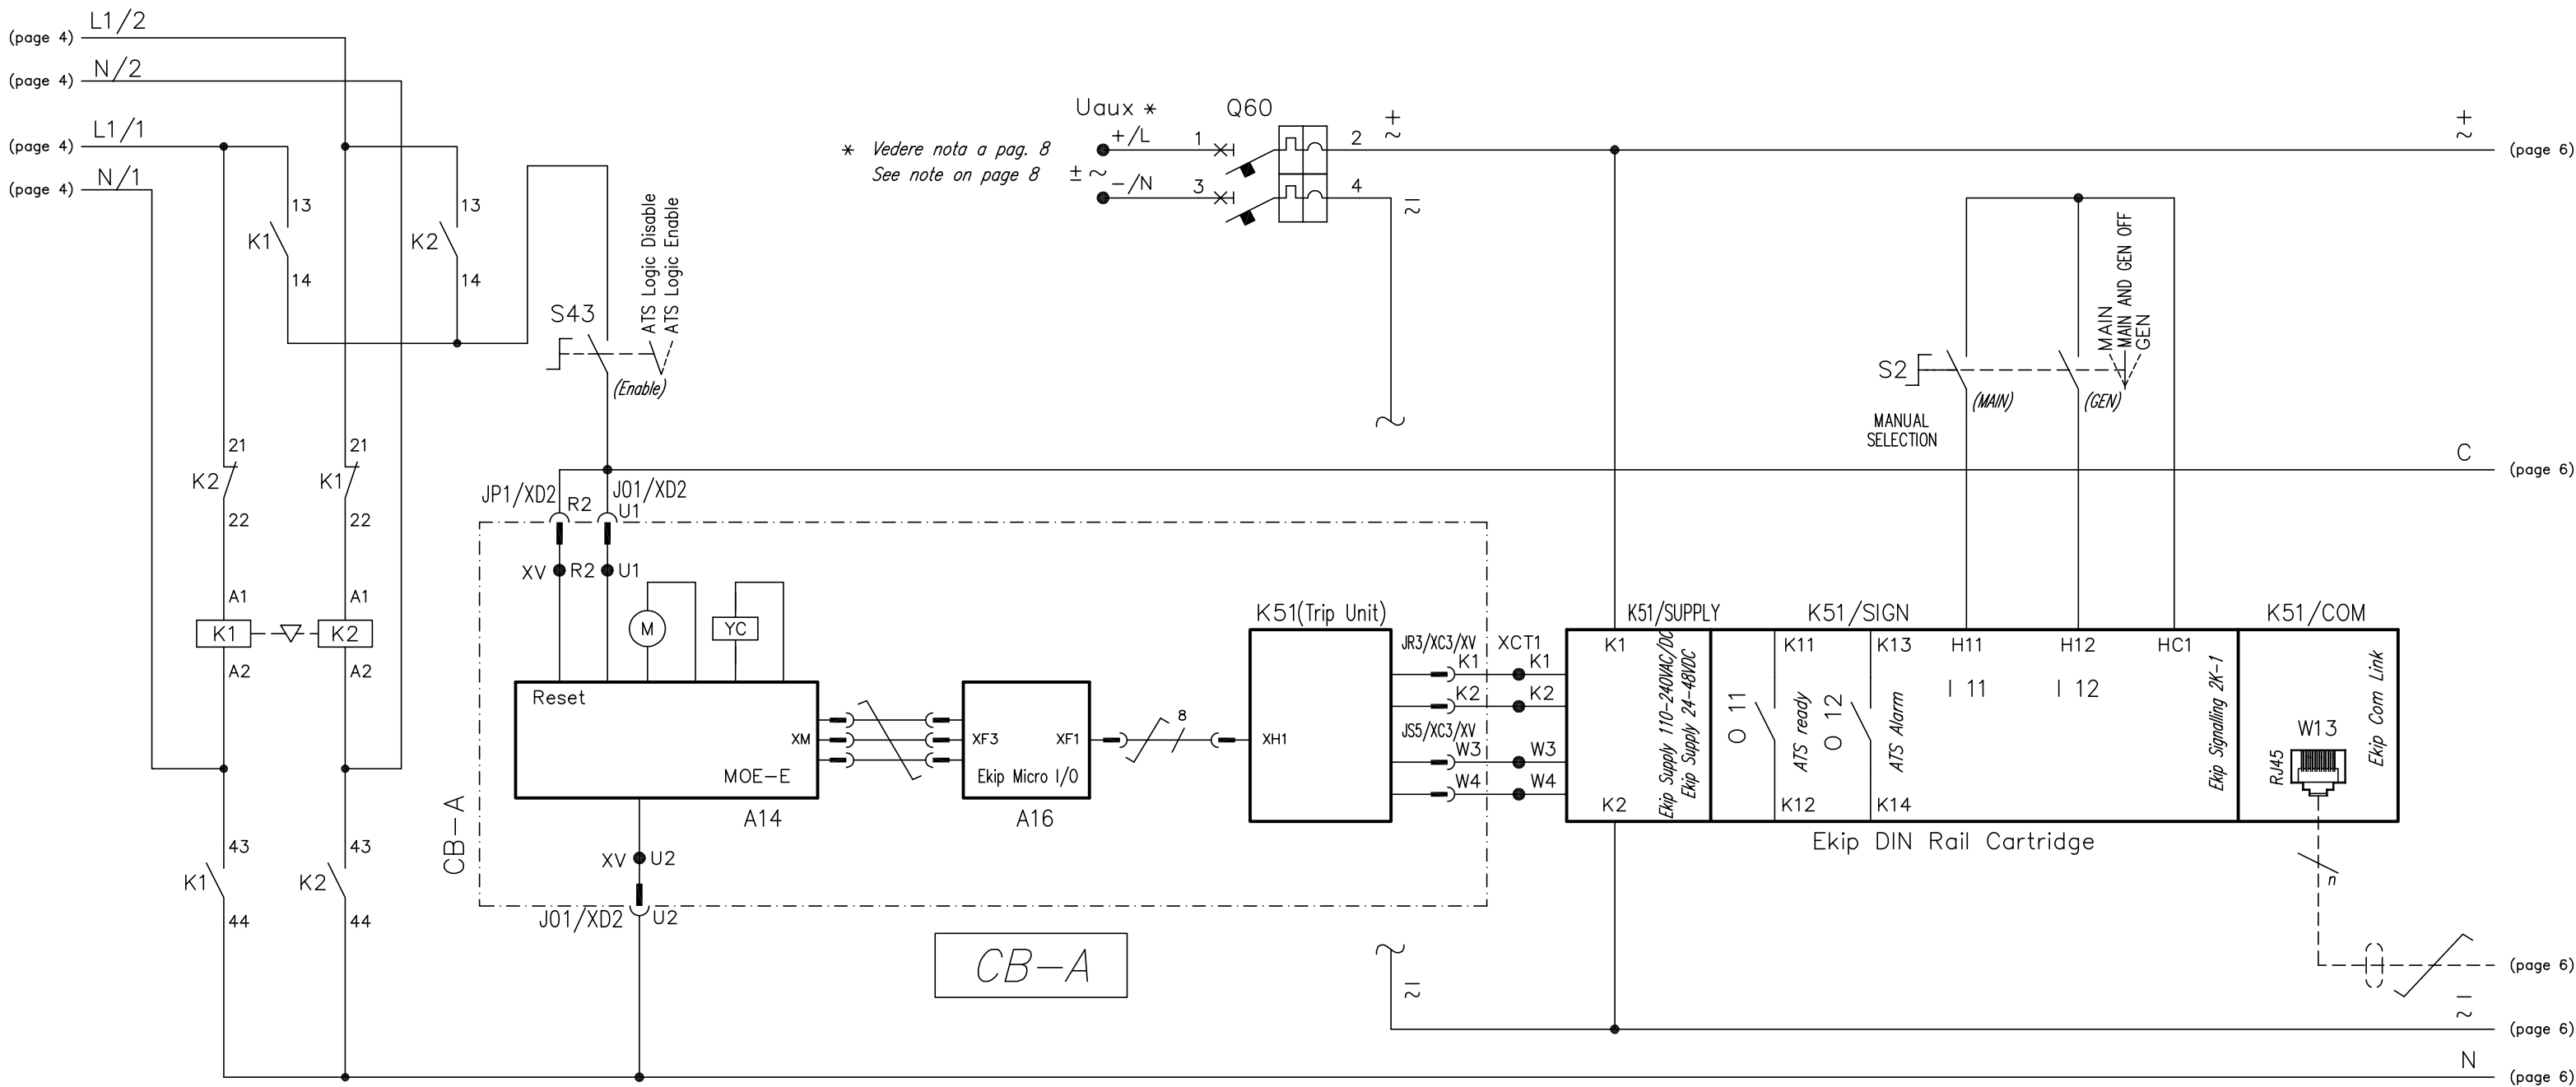 (page 4) L1/2
(page 4) N/2
(page 4) L1/1
(page 4) N/1
13
K1
14
13
K2
14
S43
ATS Logic Disable
ATS Logic Enable
(Enable)
Uaux *
Q60
* Vedere nota a pag. 8
See note on page 8
+/L
1
2
± ~
-/N
3
4
+
~
-
~
+
~
(page 6)
MAIN
MAIN AND GEN OFF
GEN
S2
(MAIN)
(GEN)
MANUAL
SELECTION
C
(page 6)
21
K2
22
21
K1
22
A1
K1
A2
A1
K2
A2
43
K1
44
43
K2
44
JP1/XD2
R2
J01/XD2
U1
XV
R2
U1
M
YC
Reset
XM
MOE-E
A14
XF3
XF1
Ekip Micro I/O
A16
8
K51(Trip Unit)
XH1
JR3/XC3/XV
XCT1
K1
K1
K2
K2
JS5/XC3/XV
W3
W3
W4
W4
CB-A
XV
U2
J01/XD2
U2
CB-A
K51/SUPPLY
K1
K2
Ekip Supply 110-240VAC/DC
Ekip Supply 24-48VDC
K51/SIGN
K11
O 11
ATS ready
K12
K13
O 12
ATS Alarm
K14
H11
I 11
H12
I 12
HC1
Ekip Signalling 2K-1
K51/COM
W13
RJ45
Ekip Com Link
Ekip DIN Rail Cartridge
n
(page 6)
-
~
-
~
(page 6)
N
(page 6)